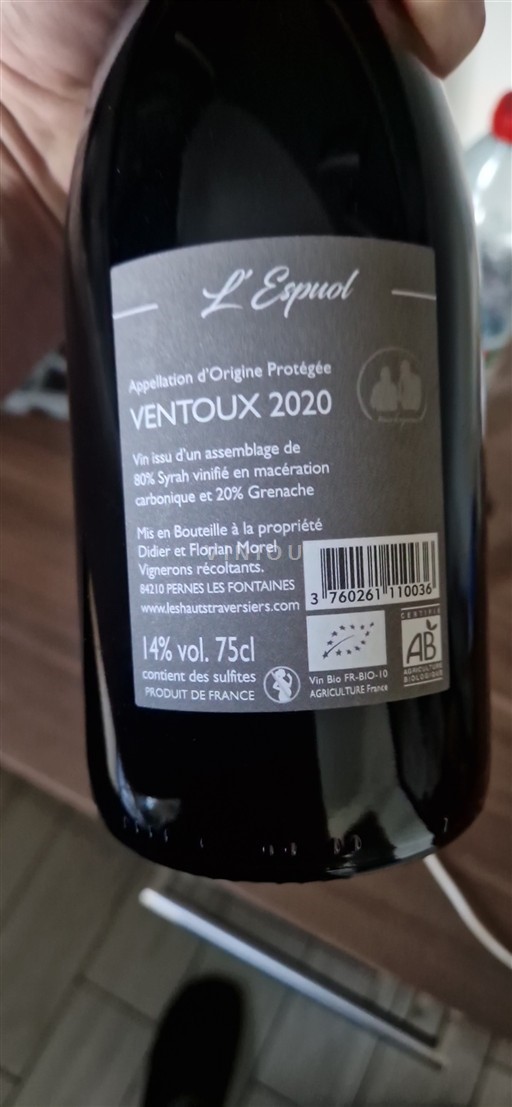 L'Espuol
Appellation d'Origine Protégée
VENTOUX 2020
Vin issu d'un assemblage de
80% Syrah vinifié en macération
carbonique et 20% Grenache
Mis en Bouteille à la propriété
Didier et Florian Morel
Vignerons récoltants.
84210 PERNES LES FONTAINES
www.leshautstraversiers.com
3 760261 110036
14% vol. 75cl
contient des sulfites
PRODUIT DE FRANCE
Vin Bio FR-BIO-10
AGRICULTURE France
CERTIFIÉ
AB
AGRICULTURE
BIOLOGIQUE